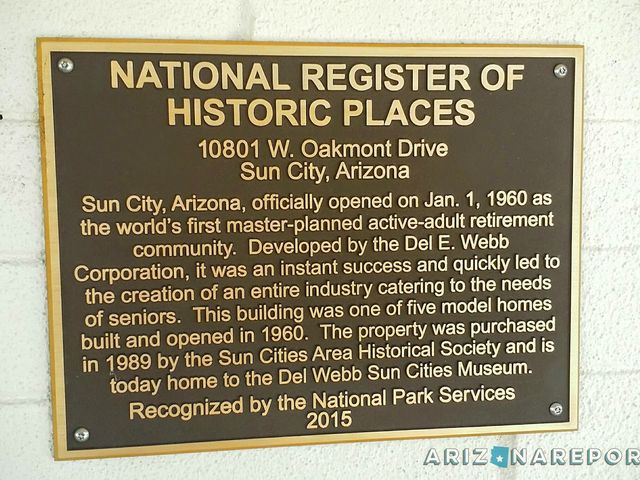 NATIONAL REGISTER OF
HISTORIC PLACES
10801 W. Oakmont Drive
Sun City, Arizona
Sun City, Arizona, officially opened on Jan. 1, 1960 as
the world's first master-planned active-adult retirement
community. Developed by the Del E. Webb
Corporation, it was an instant success and quickly led to
the creation of an entire industry catering to the needs
of seniors. This building was one of five model homes
built and opened in 1960. The property was purchased
in 1989 by the Sun Cities Area Historical Society and is
today home to the Del Webb Sun Cities Museum.
Recognized by the National Park Services
2015
ARIZONAREPOR